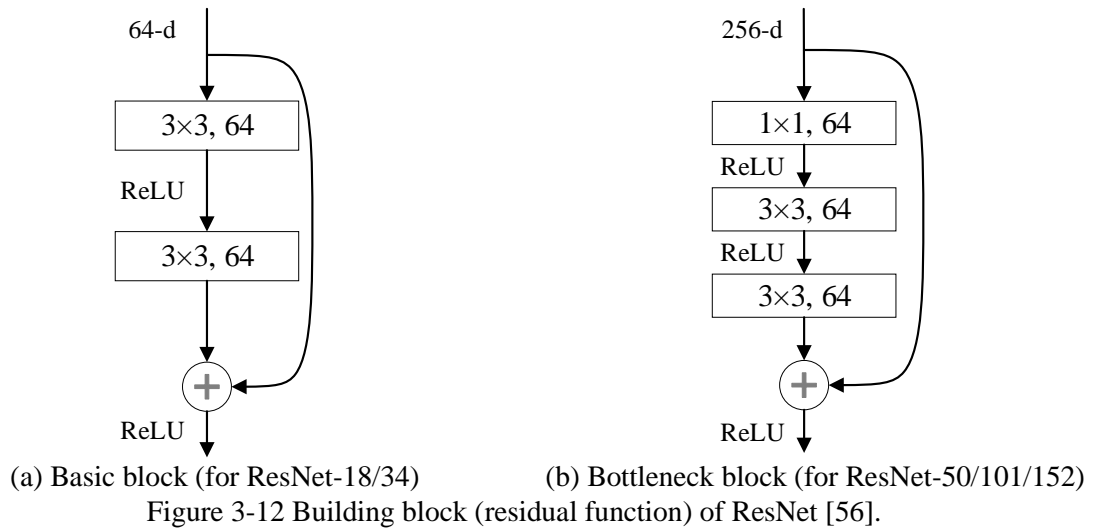 64-d
3×3, 64
ReLU
3×3, 64
ReLU
(a) Basic block (for ResNet-18/34)
256-d
1×1, 64
ReLU
3×3, 64
ReLU
3×3, 64
ReLU
(b) Bottleneck block (for ResNet-50/101/152)
Figure 3-12 Building block (residual function) of ResNet [56].